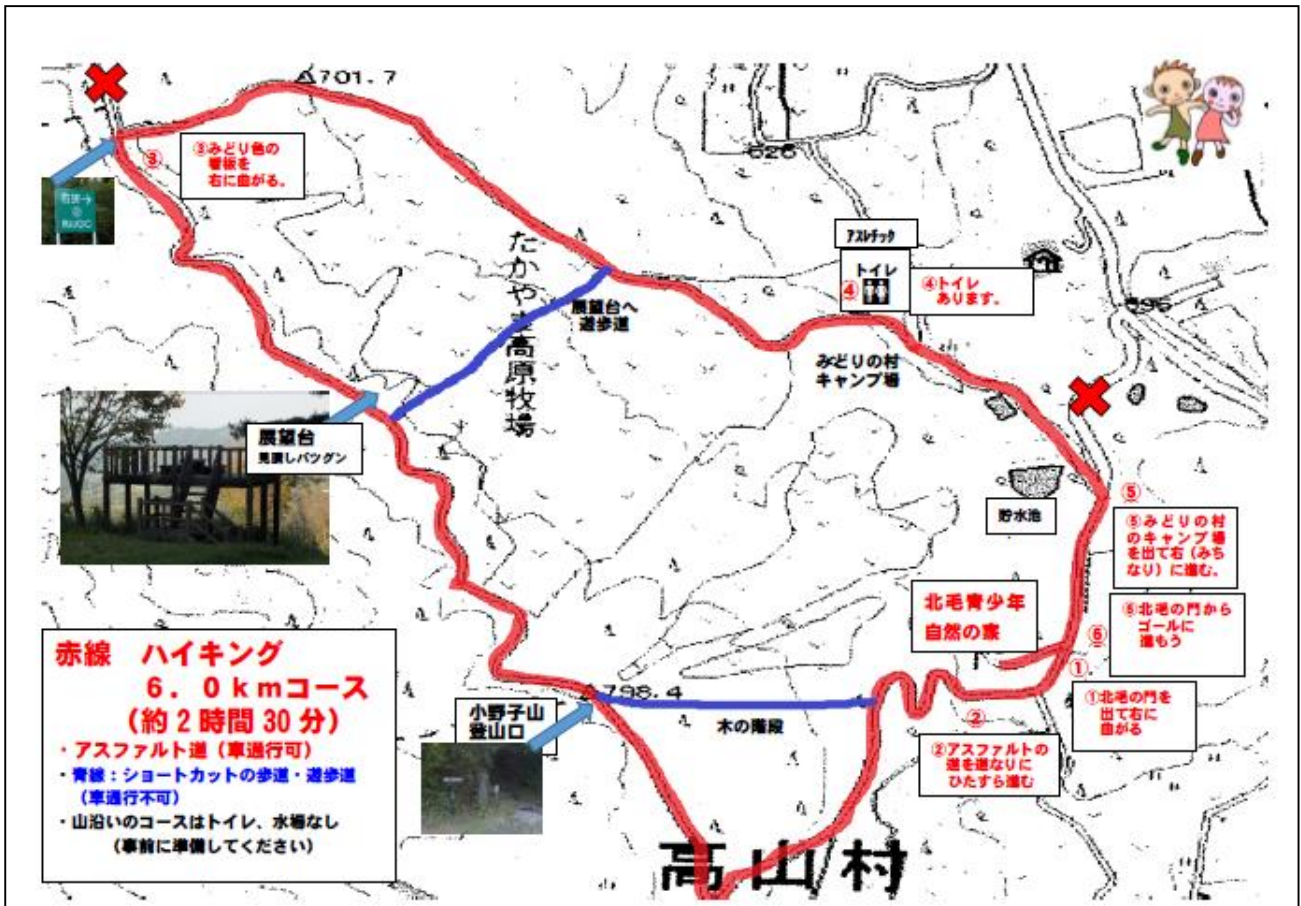 701.7
③
③みどり色の
看板を
右に曲がる。
626
たかやま高原牧場
展望台へ
遊歩道
アスレチック
トイレ
④
④トイレ
あります。
みどりの村
キャンプ場
595
展望台
見晴しバツグン
貯水池
⑤
⑤みどりの村
のキャンプ場
を出て右（みち
なり）に進む。
北毛青少年
自然の家
⑥
⑥北毛の門から
ゴールに
進もう
①
①北毛の門を
出て右に
曲がる
②
②アスファルトの
道を道なりに
ひたすら進む
798.4
木の階段
小野子山
登山口
高山村
赤線　ハイキング
６．０ｋｍコース
（約２時間３０分）
・アスファルト道（車通行可）
・青線：ショートカットの歩道・遊歩道
（車通行不可）
・山沿いのコースはトイレ、水場なし
（事前に準備してください）